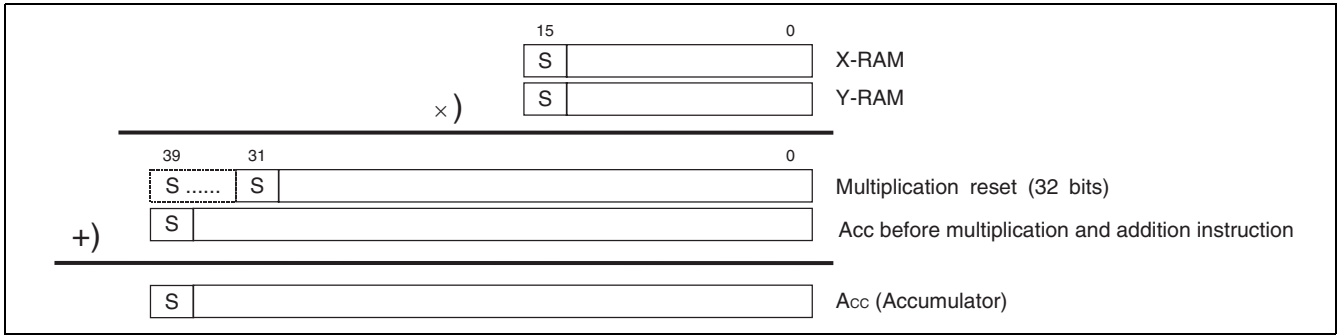 15 0
S X-RAM
×) S Y-RAM
39 31 0
S ...... S Multiplication reset (32 bits)
+) S Acc before multiplication and addition instruction
S Acc (Accumulator)